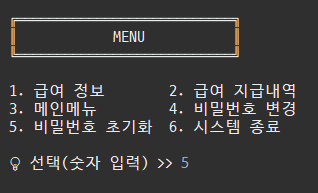 MENU
1. 급여 정보 2. 급여 지급내역
3. 메인메뉴 4. 비밀번호 변경
5. 비밀번호 초기화 6. 시스템 종료
선택(숫자 입력) >> 5